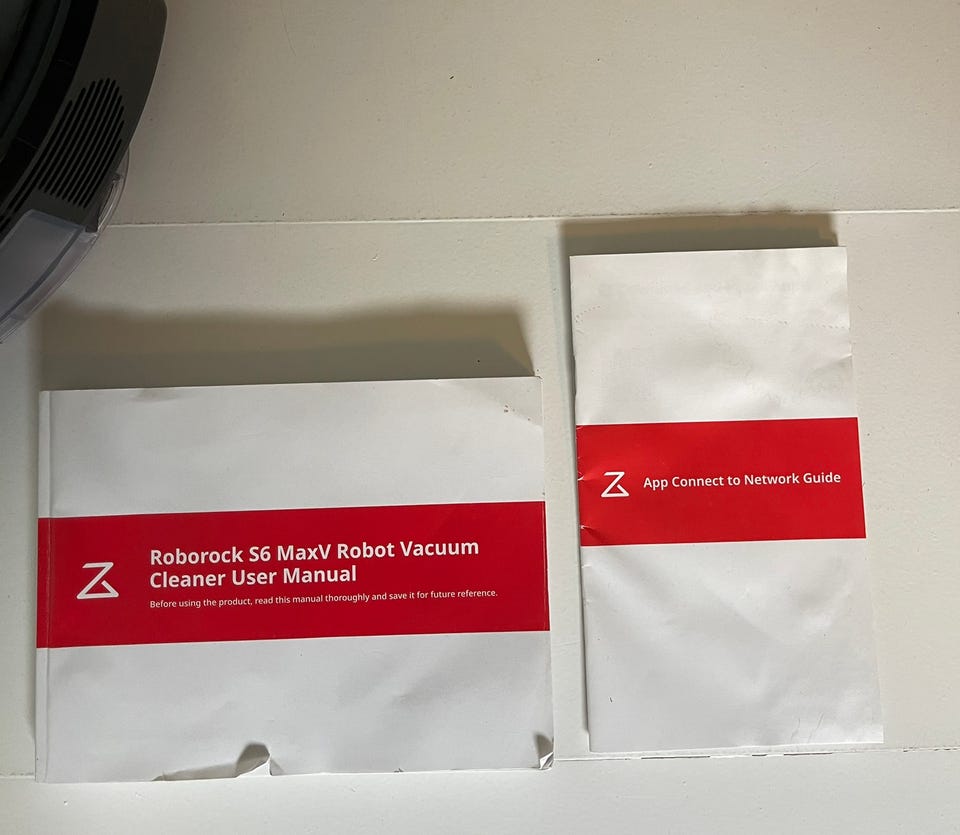 Roborock S6 MaxV Robot Vacuum
Cleaner User Manual
Before using the product, read this manual thoroughly and save it for future reference.
App Connect to Network Guide